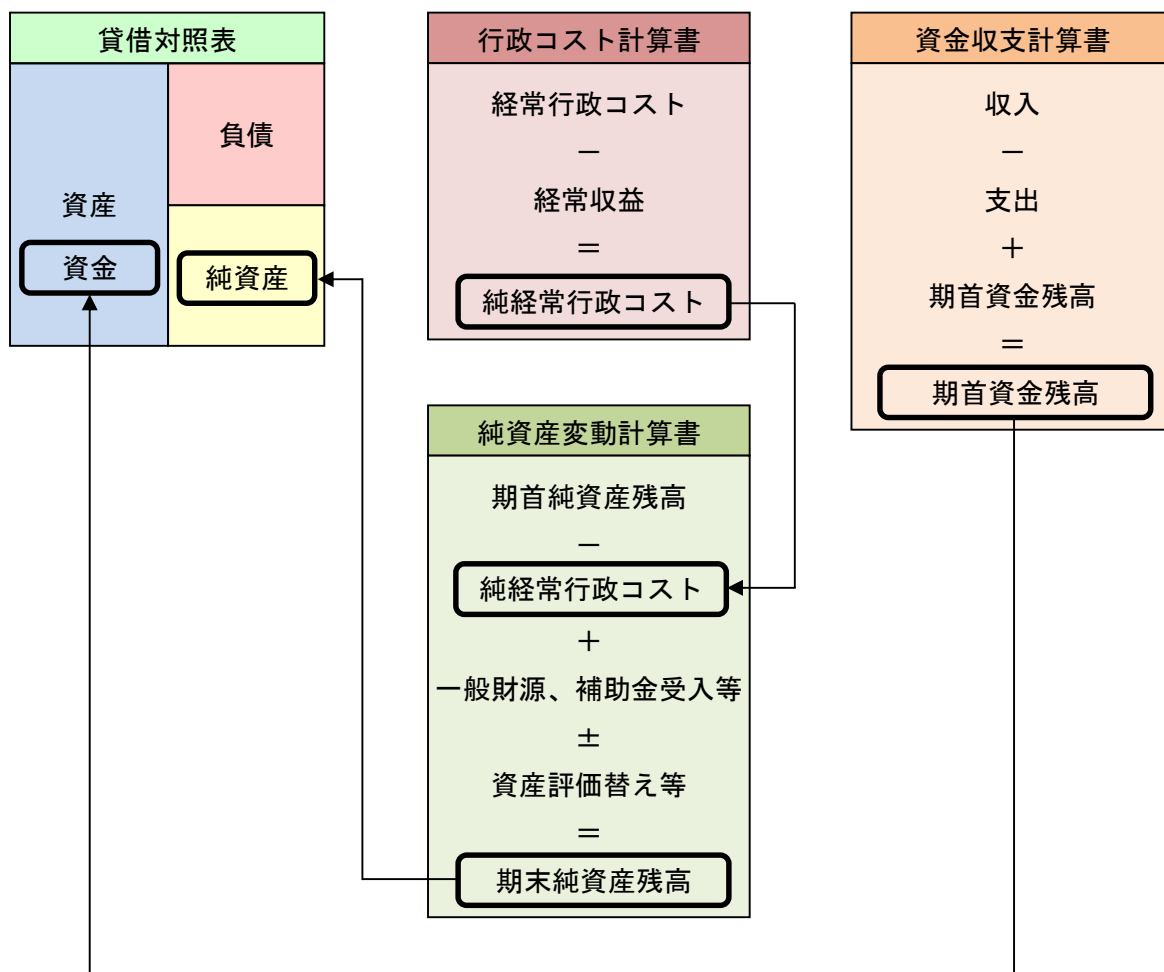 貸借対照表
資産
資金
負債
純資産
行政コスト計算書
経常行政コスト
－
経常収益
＝
純経常行政コスト
純資産変動計算書
期首純資産残高
－
純経常行政コスト
＋
一般財源、補助金受入等
±
資産評価替え等
＝
期末純資産残高
資金収支計算書
収入
－
支出
＋
期首資金残高
＝
期首資金残高